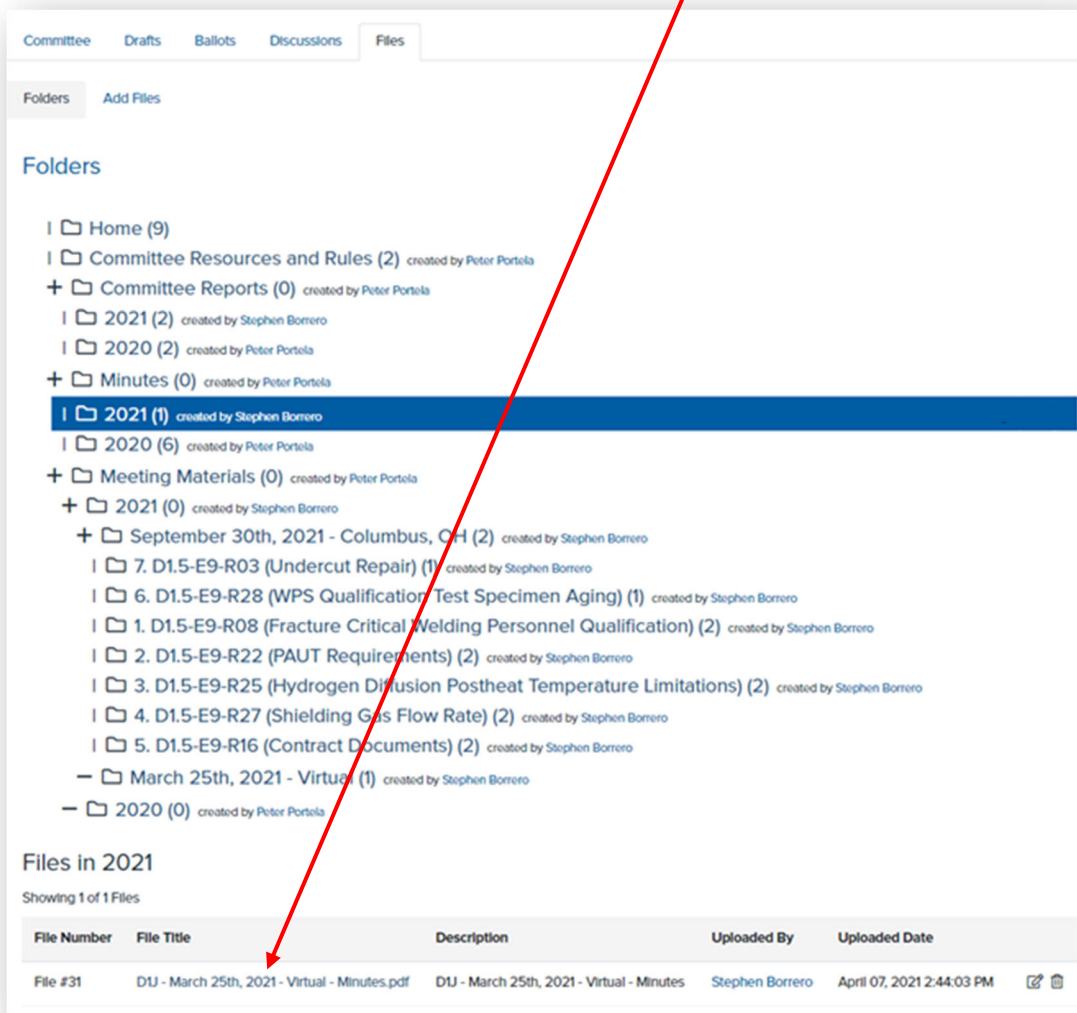 Committee Drafts Ballots Discussions Files
Folders Add Files
Folders
Home (9)
Committee Resources and Rules (2) created by Peter Portela
+ Committee Reports (0) created by Peter Portela
2021 (2) created by Stephen Borrero
2020 (2) created by Peter Portela
+ Minutes (0) created by Peter Portela
2021 (1) created by Stephen Borrero
2020 (6) created by Peter Portela
+ Meeting Materials (0) created by Peter Portela
+ 2021 (0) created by Stephen Borrero
+ September 30th, 2021 - Columbus, OH (2) created by Stephen Borrero
7. D1.5-E9-R03 (Undercut Repair) (1) created by Stephen Borrero
6. D1.5-E9-R28 (WPS Qualification Test Specimen Aging) (1) created by Stephen Borrero
1. D1.5-E9-R08 (Fracture Critical Welding Personnel Qualification) (2) created by Stephen Borrero
2. D1.5-E9-R22 (PAUT Requirements) (2) created by Stephen Borrero
3. D1.5-E9-R25 (Hydrogen Diffusion Postheat Temperature Limitations) (2) created by Stephen Borrero
4. D1.5-E9-R27 (Shielding Gas Flow Rate) (2) created by Stephen Borrero
5. D1.5-E9-R16 (Contract Documents) (2) created by Stephen Borrero
− March 25th, 2021 - Virtual (1) created by Stephen Borrero
− 2020 (0) created by Peter Portela
Files in 2021
Showing 1 of 1 Files
File Number File Title Description Uploaded By Uploaded Date
File #31 D1J - March 25th, 2021 - Virtual - Minutes.pdf D1J - March 25th, 2021 - Virtual - Minutes Stephen Borrero April 07, 2021 2:44:03 PM